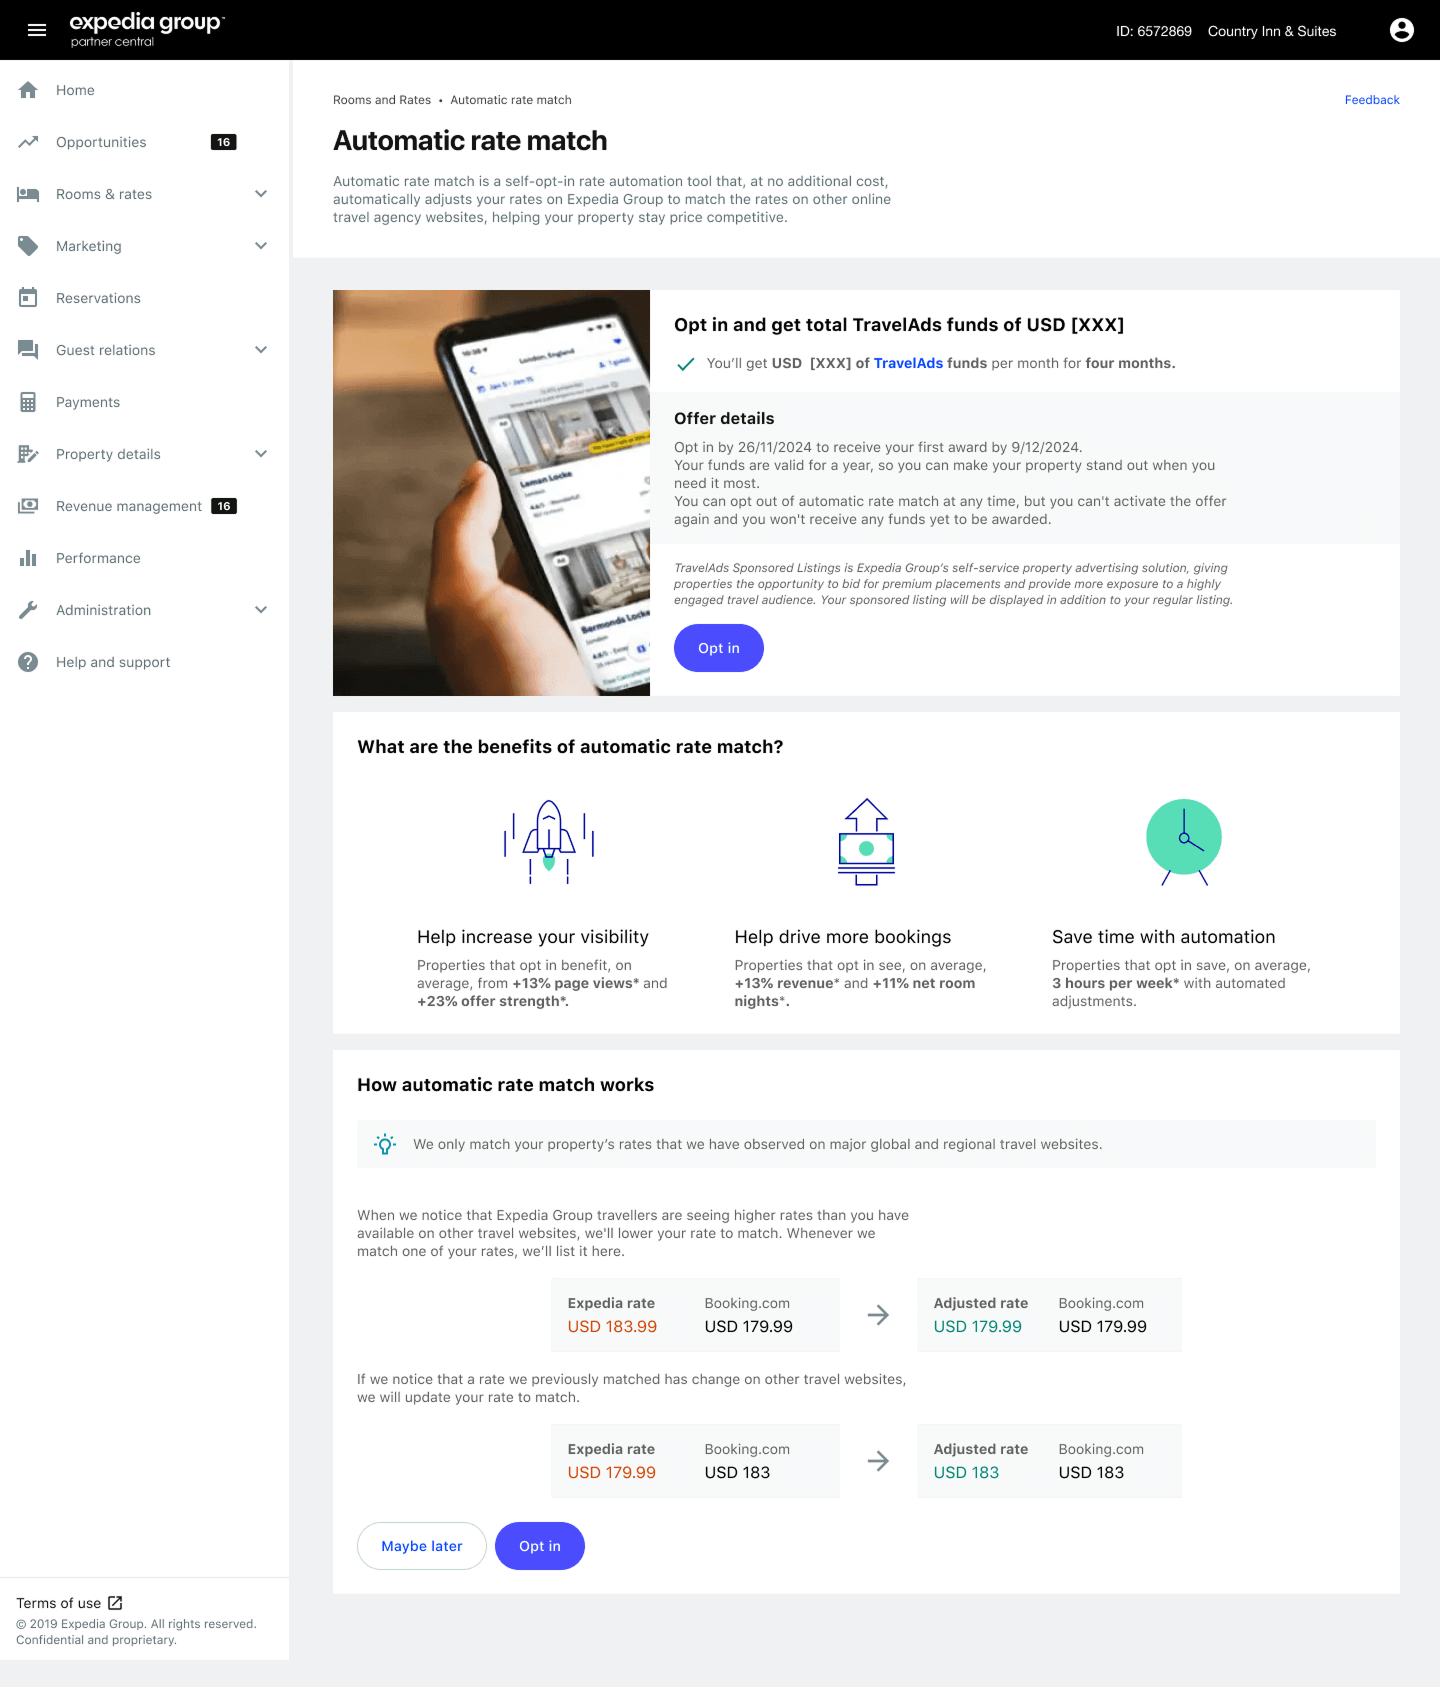 expedia group™
partner central
ID: 6572869 Country Inn & Suites
Home
Opportunities 16
Rooms & rates
Marketing
Reservations
Guest relations
Payments
Property details
Revenue management 16
Performance
Administration
Help and support
Terms of use
© 2019 Expedia Group. All rights reserved.
Confidential and proprietary.
Rooms and Rates • Automatic rate match
Feedback
Automatic rate match
Automatic rate match is a self-opt-in rate automation tool that, at no additional cost,
automatically adjusts your rates on Expedia Group to match the rates on other online
travel agency websites, helping your property stay price competitive.
London, England
Jan 5 - Jan 15
1 guest
Leman Locke
Ad
Bermonds Locke
London
Opt in and get total TravelAds funds of USD [XXX]
You’ll get USD [XXX] of TravelAds funds per month for four months.
Offer details
Opt in by 26/11/2024 to receive your first award by 9/12/2024.
Your funds are valid for a year, so you can make your property stand out when you
need it most.
You can opt out of automatic rate match at any time, but you can't activate the offer
again and you won't receive any funds yet to be awarded.
TravelAds Sponsored Listings is Expedia Group’s self-service property advertising solution, giving
properties the opportunity to bid for premium placements and provide more exposure to a highly
engaged travel audience. Your sponsored listing will be displayed in addition to your regular listing.
Opt in
What are the benefits of automatic rate match?
Help increase your visibility
Properties that opt in benefit, on
average, from +13% page views* and
+23% offer strength*.
Help drive more bookings
Properties that opt in see, on average,
+13% revenue* and +11% net room
nights*.
Save time with automation
Properties that opt in save, on average,
3 hours per week* with automated
adjustments.
How automatic rate match works
We only match your property’s rates that we have observed on major global and regional travel websites.
When we notice that Expedia Group travellers are seeing higher rates than you have
available on other travel websites, we'll lower your rate to match. Whenever we
match one of your rates, we’ll list it here.
Expedia rate Booking.com Adjusted rate Booking.com
USD 183.99 USD 179.99 USD 179.99 USD 179.99
If we notice that a rate we previously matched has change on other travel websites,
we will update your rate to match.
Expedia rate Booking.com Adjusted rate Booking.com
USD 179.99 USD 183 USD 183 USD 183
Maybe later Opt in